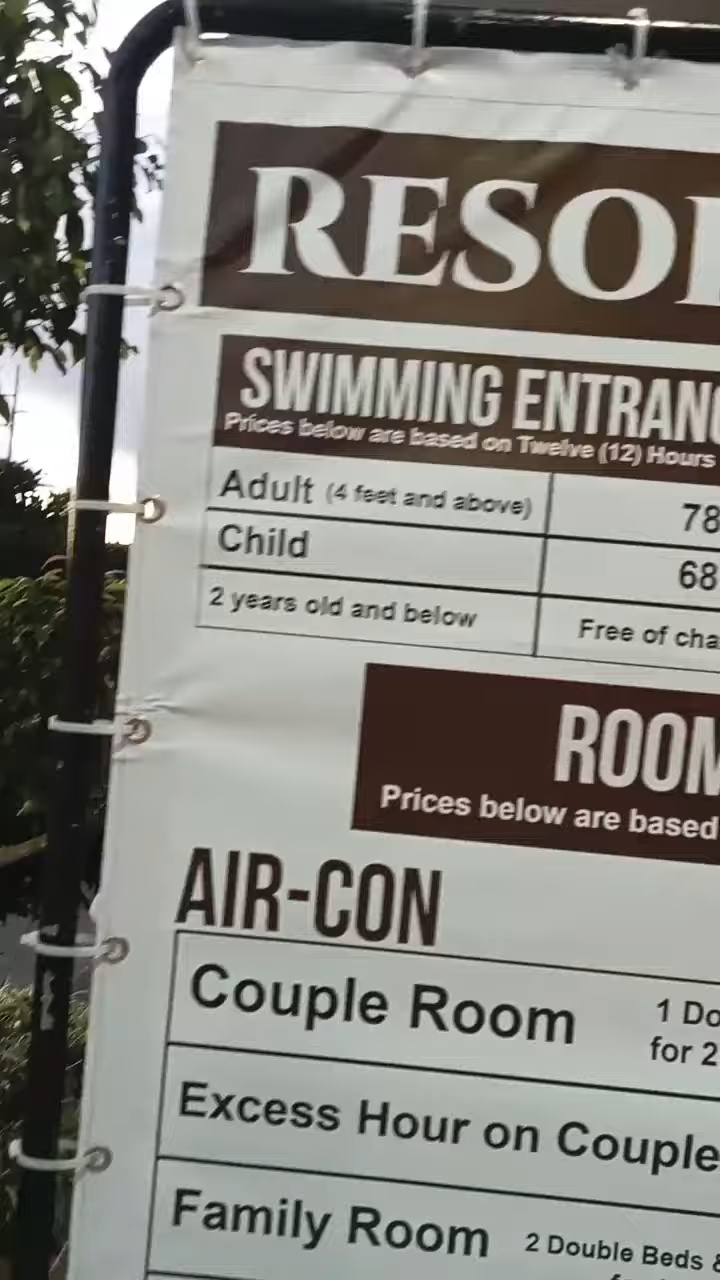 RESO
SWIMMING ENTRANC
Prices below are based on Twelve (12) Hours
Adult (4 feet and above) 78
Child 68
2 years old and below Free of cha
ROOM
Prices below are based
AIR-CON
Couple Room 1 Do
for 2
Excess Hour on Couple
Family Room 2 Double Beds &